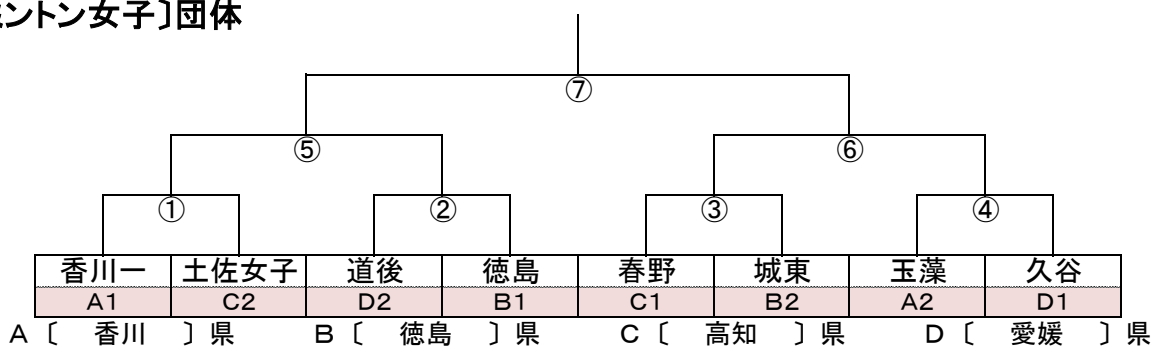 ントン女子〕団体
⑦
⑤ ⑥
① ② ③ ④
香川一 土佐女子 道後 徳島 春野 城東 玉藻 久谷
A1 C2 D2 B1 C1 B2 A2 D1
A〔 香川 〕県 B〔 徳島 〕県 C〔 高知 〕県 D〔 愛媛 〕県